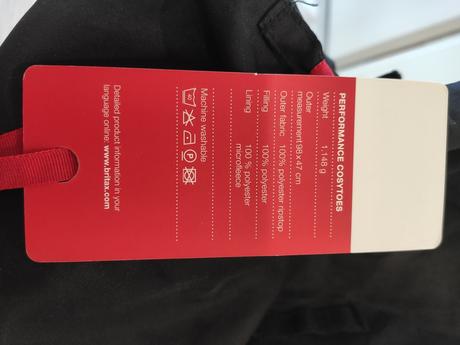 PERFORMANCE COSYTOES
Weight 1,148 g
Outer
measurement 98 x 47 cm
Outer fabric 100% polyester ripstop
Filling 100% polyester
Lining 100 % polyester
microfleece
Machine washable
40 P
Detailed product information in your
language online: www.britax.com